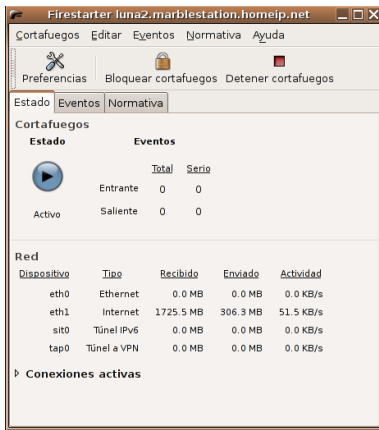 Firestarter luna2.marblestation.homeip.net
Cortafuegos Editar Eventos Normativa Ayuda
Preferencias Bloquear cortafuegos Detener cortafuegos
Estado Eventos Normativa
Cortafuegos
Estado Eventos
Total Serio
Entrante 0 0
Activo Saliente 0 0
Red
Dispositivo Tipo Recibido Enviado Actividad
eth0 Ethernet 0.0 MB 0.0 MB 0.0 KB/s
eth1 Internet 1725.5 MB 306.3 MB 51.5 KB/s
sit0 Túnel IPv6 0.0 MB 0.0 MB 0.0 KB/s
tap0 Túnel a VPN 0.0 MB 0.0 MB 0.0 KB/s
Conexiones activas